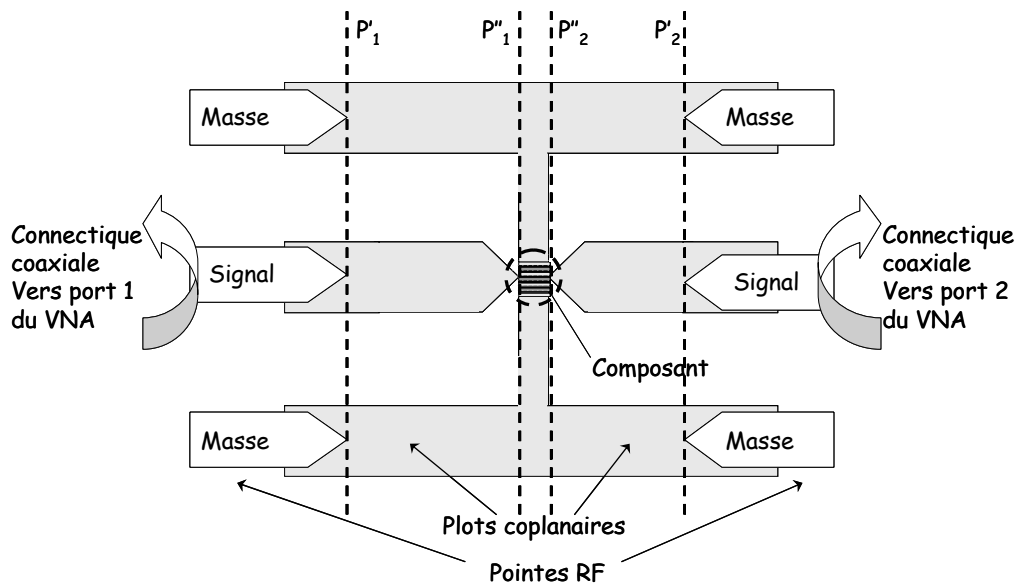 P'1 P"1 P"2 P'2
Masse Masse
Connectique
coaxiale
Vers port 1
du VNA
Signal Signal
Connectique
coaxiale
Vers port 2
du VNA
Composant
Masse Masse
Plots coplanaires
Pointes RF